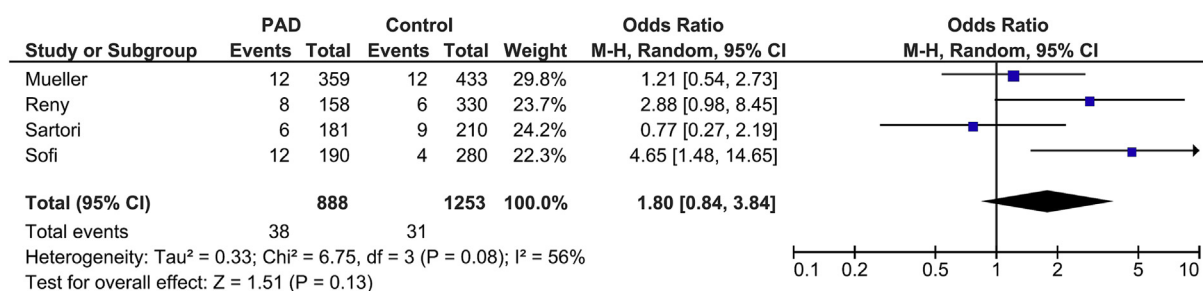 PAD Control Odds Ratio Odds Ratio
Study or Subgroup Events Total Events Total Weight M-H, Random, 95% CI M-H, Random, 95% CI
Mueller 12 359 12 433 29.8% 1.21 [0.54, 2.73]
Reny 8 158 6 330 23.7% 2.88 [0.98, 8.45]
Sartori 6 181 9 210 24.2% 0.77 [0.27, 2.19]
Sofi 12 190 4 280 22.3% 4.65 [1.48, 14.65]
Total (95% CI) 888 1253 100.0% 1.80 [0.84, 3.84]
Total events 38 31
Heterogeneity: Tau² = 0.33; Chi² = 6.75, df = 3 (P = 0.08); I² = 56%
Test for overall effect: Z = 1.51 (P = 0.13)
0.1 0.2 0.5 1 2 5 10